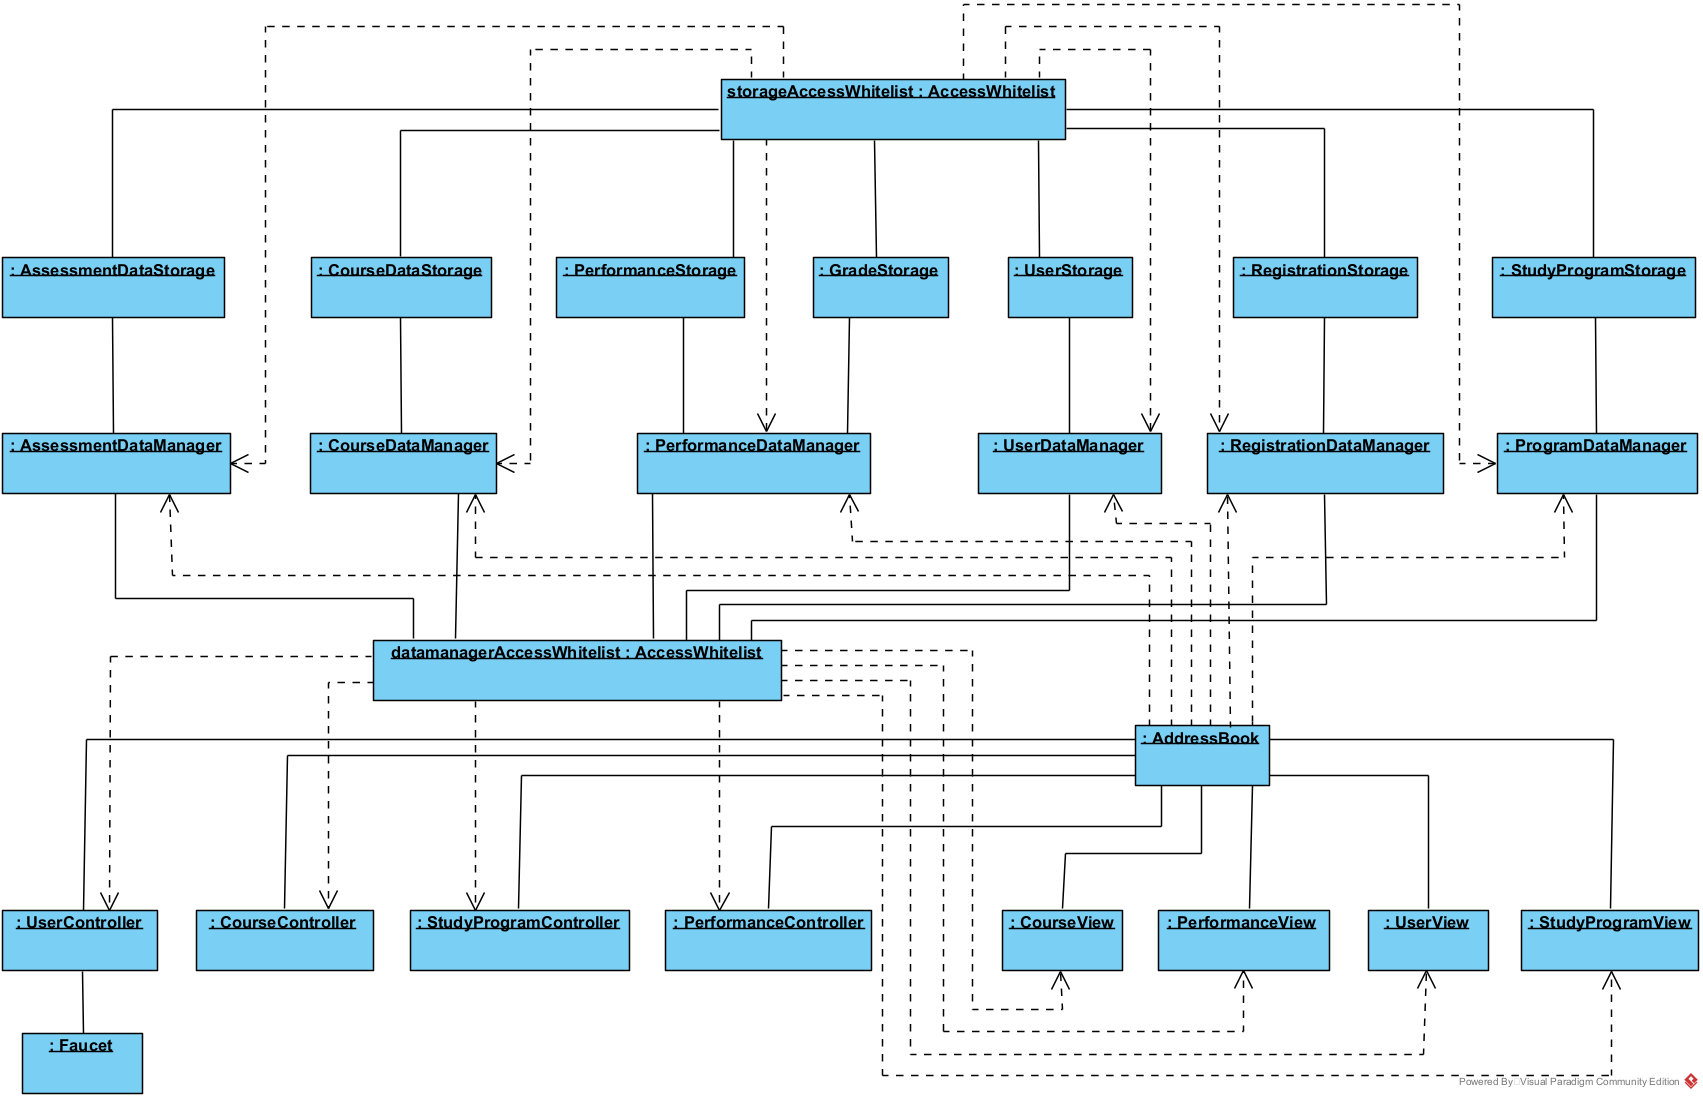 storageAccessWhitelist : AccessWhitelist
: AssessmentDataStorage
: CourseDataStorage
: PerformanceStorage
: GradeStorage
: UserStorage
: RegistrationStorage
: StudyProgramStorage
: AssessmentDataManager
: CourseDataManager
: PerformanceDataManager
: UserDataManager
: RegistrationDataManager
: ProgramDataManager
datamanagerAccessWhitelist : AccessWhitelist
: AddressBook
: UserController
: CourseController
: StudyProgramController
: PerformanceController
: CourseView
: PerformanceView
: UserView
: StudyProgramView
: Faucet
Powered By Visual Paradigm Community Edition